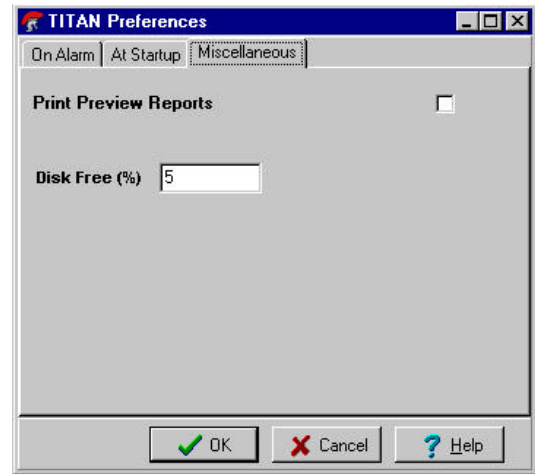 TITAN Preferences
On Alarm At Startup Miscellaneous
Print Preview Reports
Disk Free (%) 5
OK Cancel Help